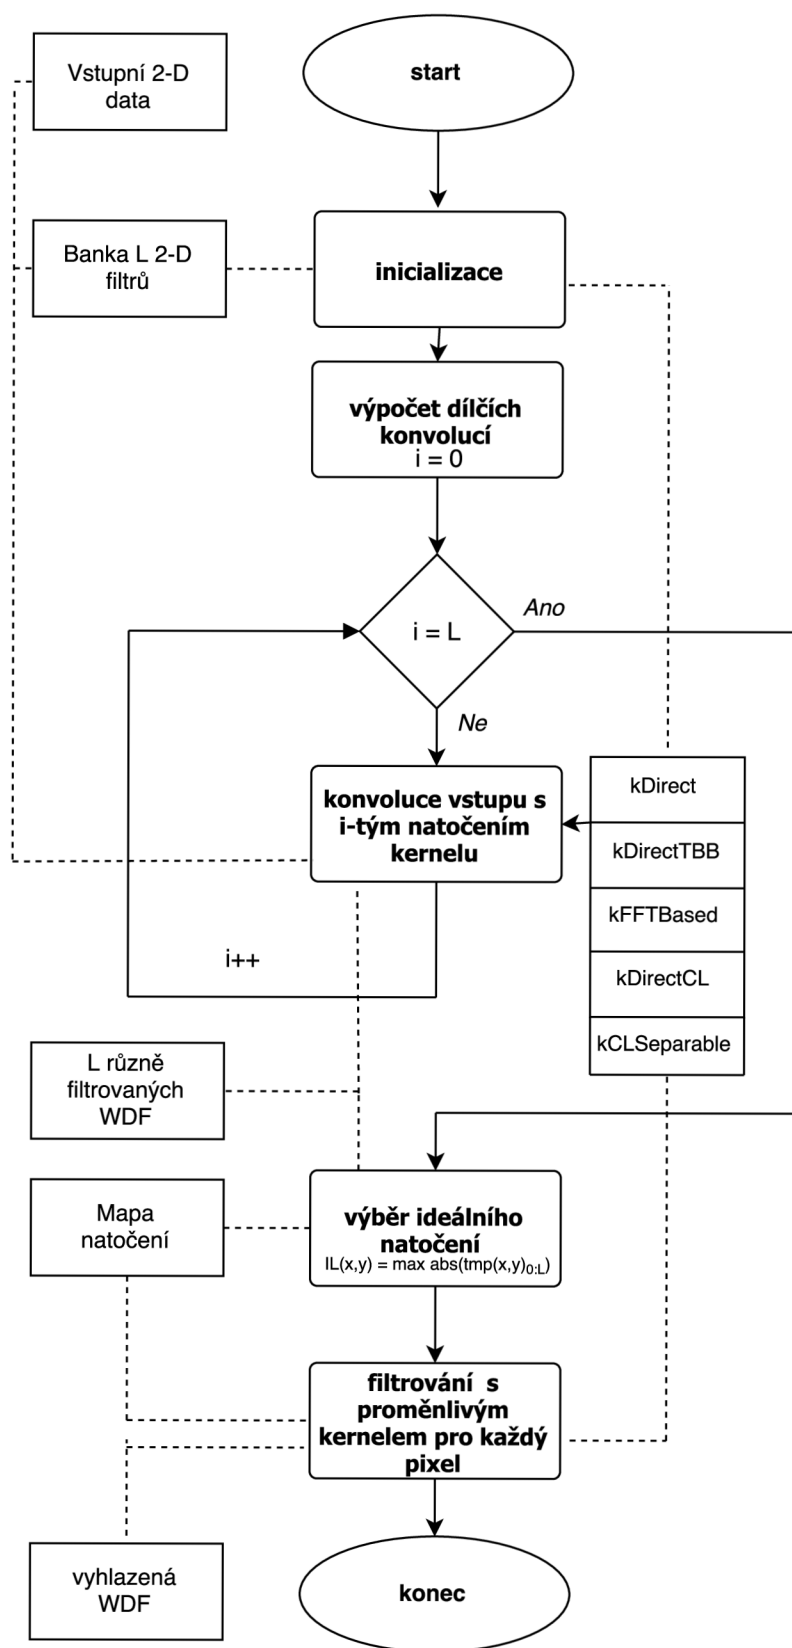 Vstupní 2-D
data
start
Banka L 2-D
filtrů
inicializace
výpočet dílčích
konvolucí
i = 0
i = L
Ano
Ne
konvoluce vstupu s
i-tým natočením
kernelu
kDirect
kDirectTBB
kFFTBased
kDirectCL
kCLSeparable
i++
L různě
filtrovaných
WDF
Mapa
natočení
výběr ideálního
natočení
IL(x,y) = max abs(tmp(x,y)0:L)
filtrování s
proměnlivým
kernelem pro každý
pixel
vyhlazená
WDF
konec